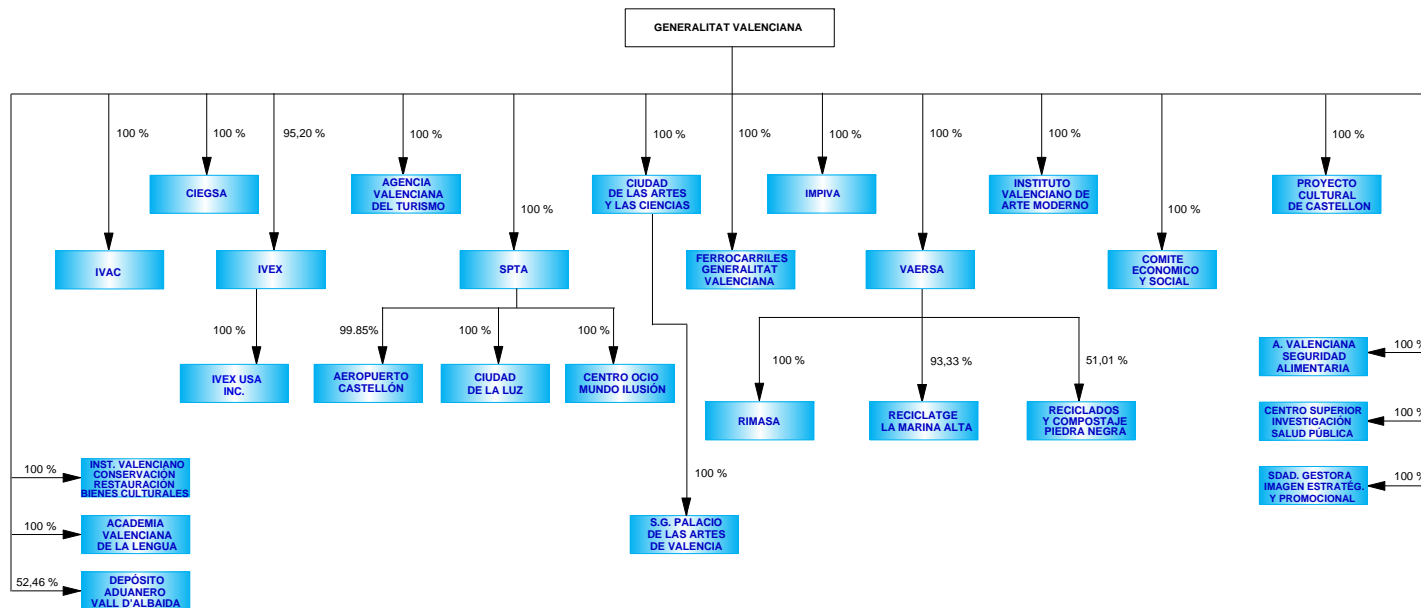 GENERALITAT VALENCIANA
100 %
100 %
95,20 %
100 %
100 %
100 %
100 %
100 %
100 %
100 %
100 %
100 %
CIEGSA
AGENCIA
VALENCIANA
DEL TURISMO
CIUDAD
DE LAS ARTES
Y LAS CIENCIAS
IMPIVA
INSTITUTO
VALENCIANO DE
ARTE MODERNO
PROYECTO
CULTURAL
DE CASTELLON
IVAC
IVEX
SPTA
FERROCARRILES
GENERALITAT
VALENCIANA
VAERSA
COMITE
ECONOMICO
Y SOCIAL
100 %
99.85%
100 %
100 %
100 %
93,33 %
51,01 %
IVEX USA
INC.
AEROPUERTO
CASTELLÓN
CIUDAD
DE LA LUZ
CENTRO OCIO
MUNDO ILUSIÓN
A. VALENCIANA
SEGURIDAD
ALIMENTARIA
100 %
RIMASA
RECICLATGE
LA MARINA ALTA
RECICLADOS
Y COMPOSTAJE
PIEDRA NEGRA
CENTRO SUPERIOR
INVESTIGACIÓN
SALUD PÚBLICA
100 %
100 %
INST. VALENCIANO
CONSERVACIÓN
RESTAURACIÓN
BIENES CULTURALES
100 %
SDAD. GESTORA
IMAGEN ESTRATÉG.
Y PROMOCIONAL
100 %
100 %
ACADEMIA
VALENCIANA
DE LA LENGUA
S.G. PALACIO
DE LAS ARTES
DE VALENCIA
52,46 %
DEPÓSITO
ADUANERO
VALL D'ALBAIDA